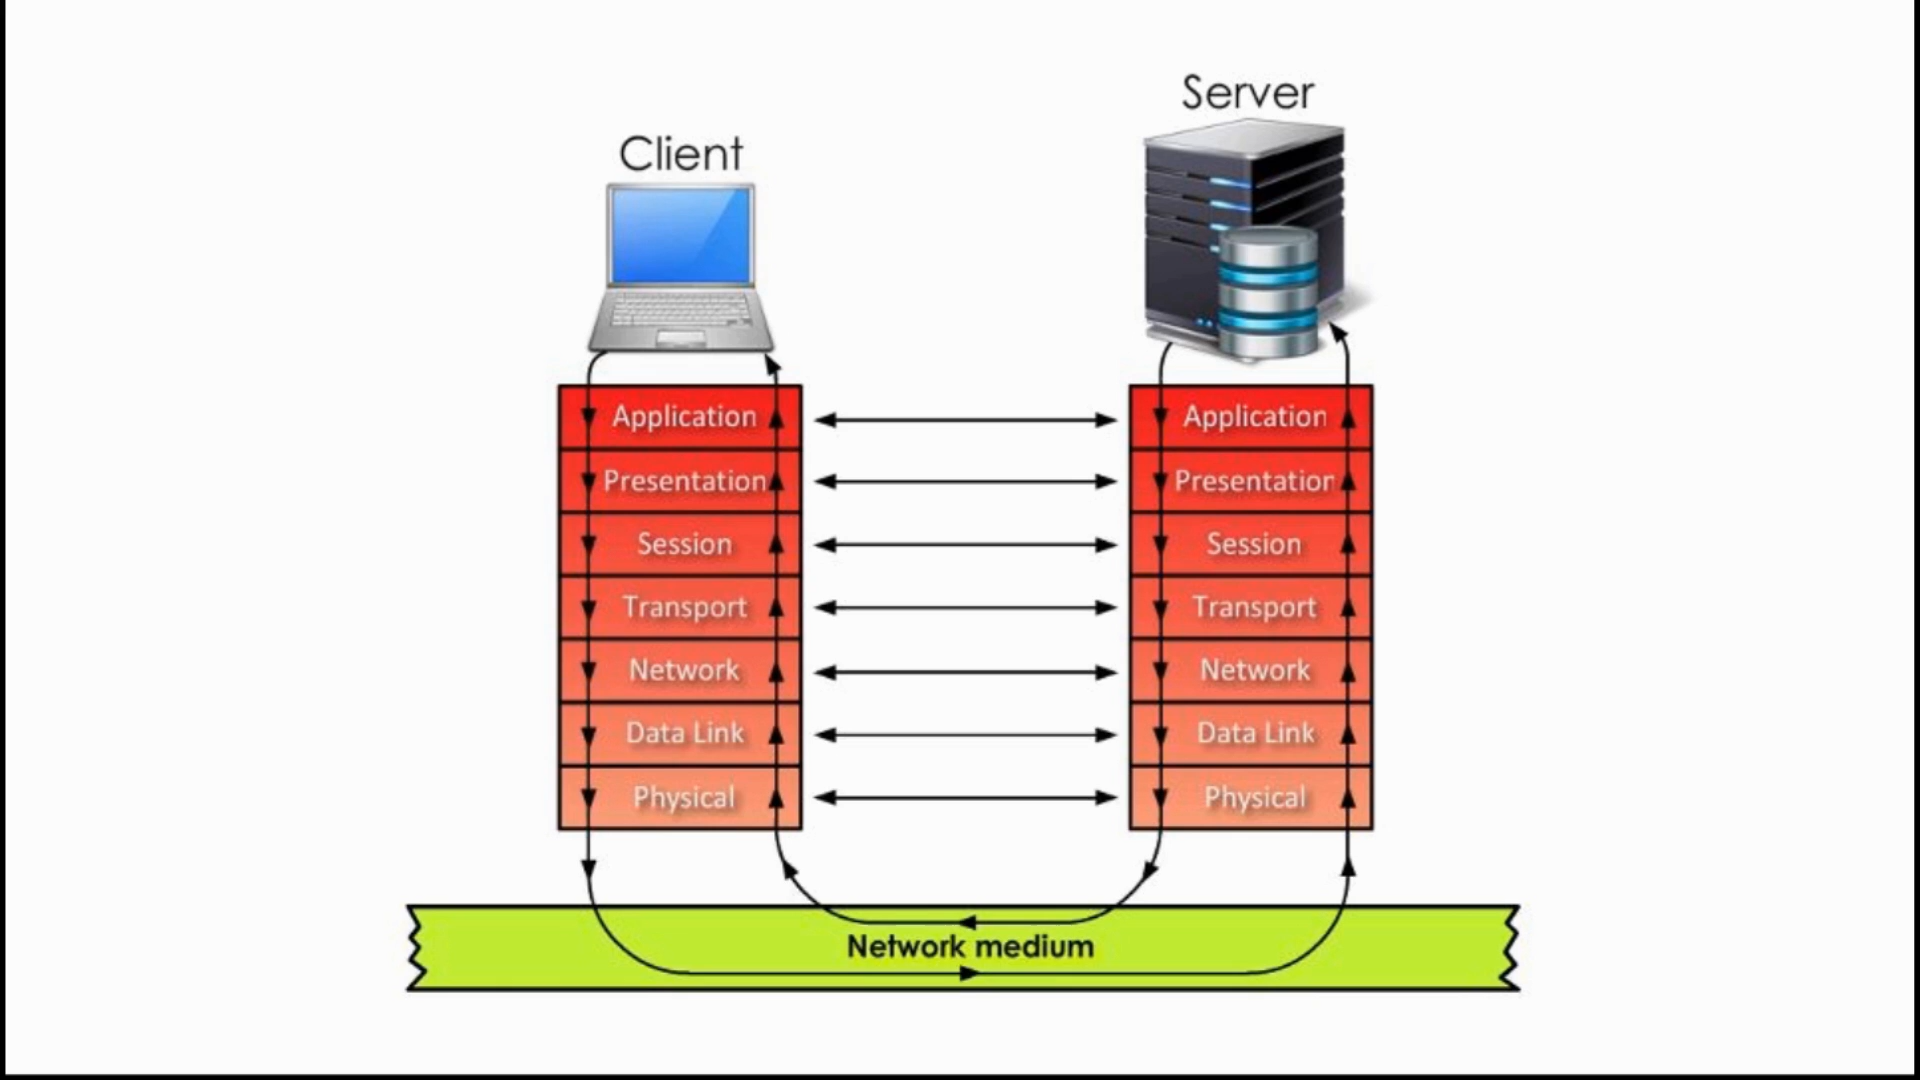 Server
Client
Application
Presentation
Session
Transport
Network
Data Link
Physical
Application
Presentation
Session
Transport
Network
Data Link
Physical
Network medium